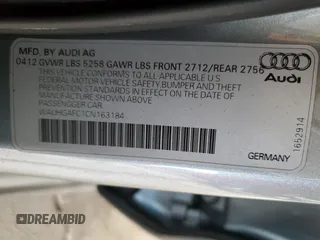 MFD. BY AUDI AG
0412 GVWR LBS 5258 GAWR LBS FRONT 2712/REAR 2756
THIS VEHICLE CONFORMS TO ALL APPLICABLE
FEDERAL MOTOR VEHICLE SAFETY, BUMPER AND THEFT
PREVENTION STANDARDS IN EFFECT ON THE DATE OF
MANUFACTURE SHOWN ABOVE.
PASSENGER CAR
WAUHGAFC1CN163184
Audi
1652914
GERMANY
DREAMBID